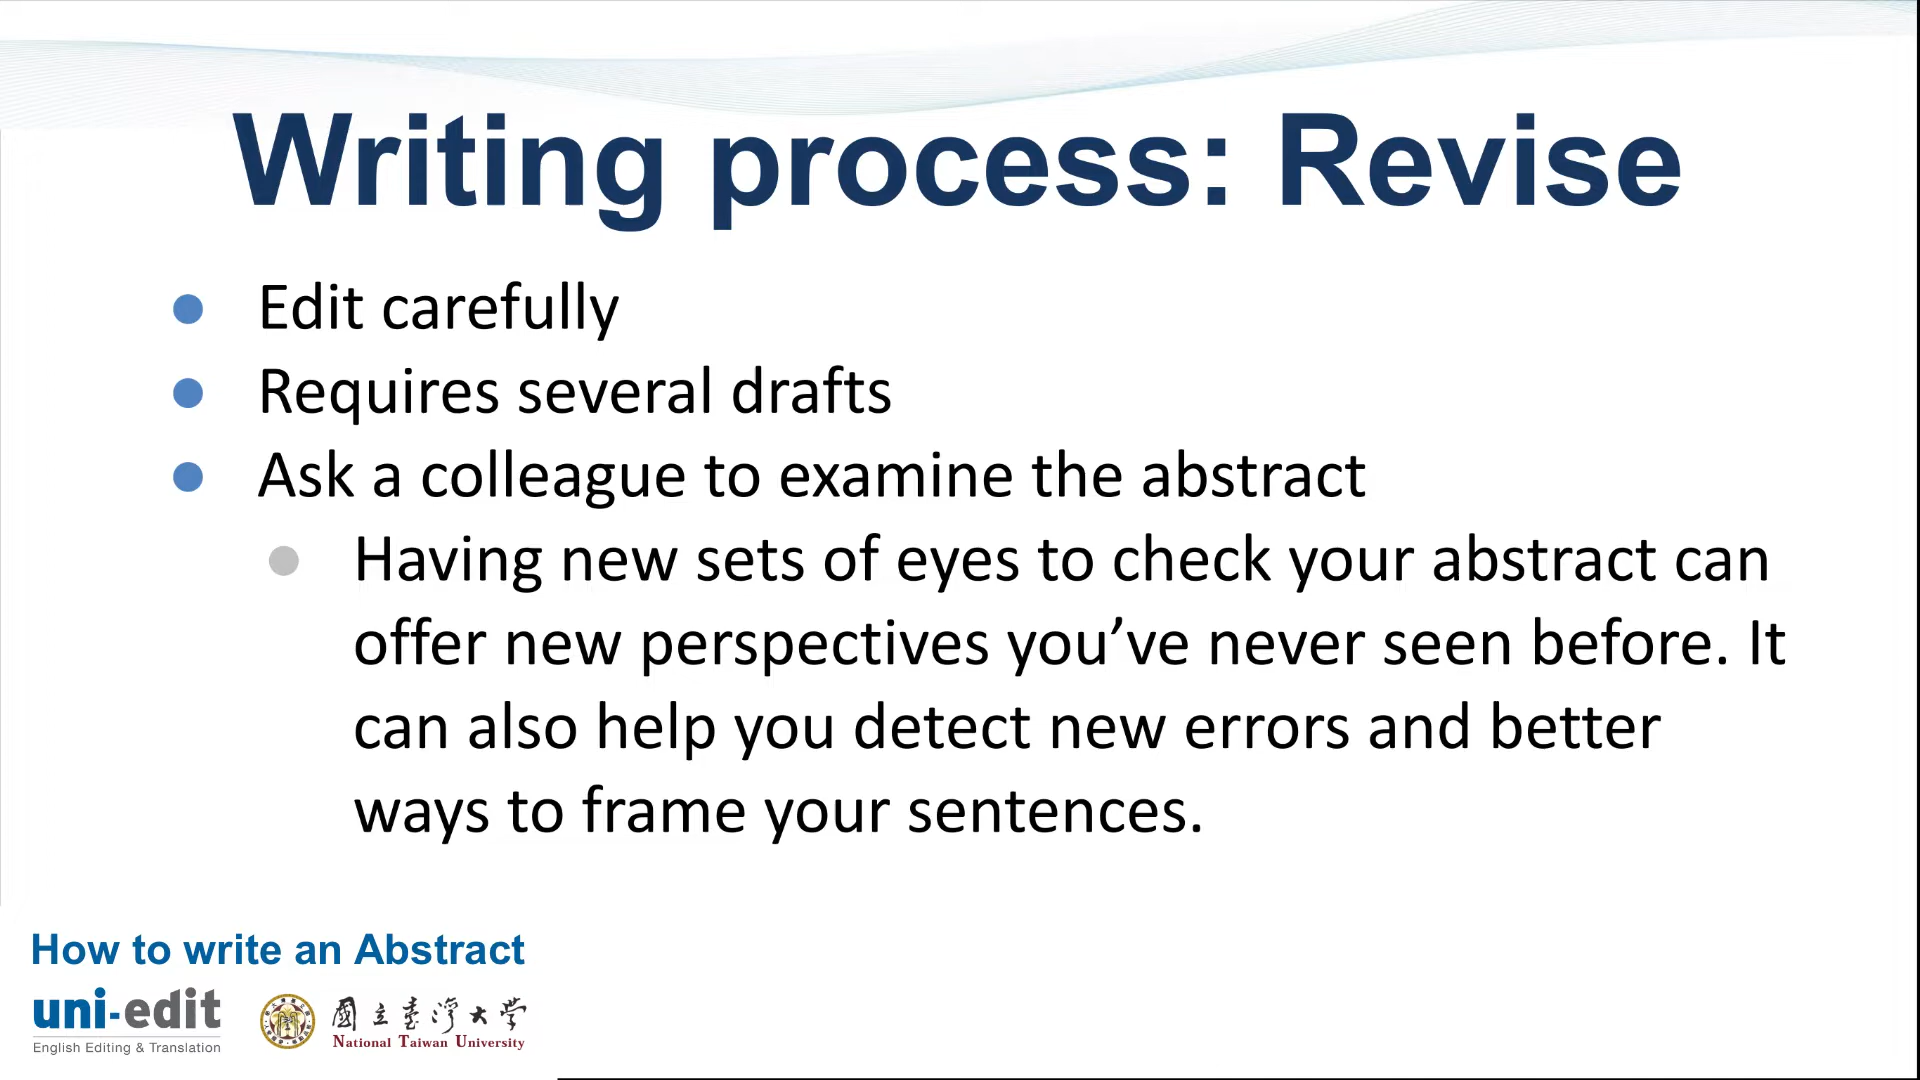 Writing process: Revise
● Edit carefully
● Requires several drafts
● Ask a colleague to examine the abstract
● Having new sets of eyes to check your abstract can
offer new perspectives you’ve never seen before. It
can also help you detect new errors and better
ways to frame your sentences.
How to write an Abstract
uni-edit
English Editing & Translation
國立臺灣大學
National Taiwan University